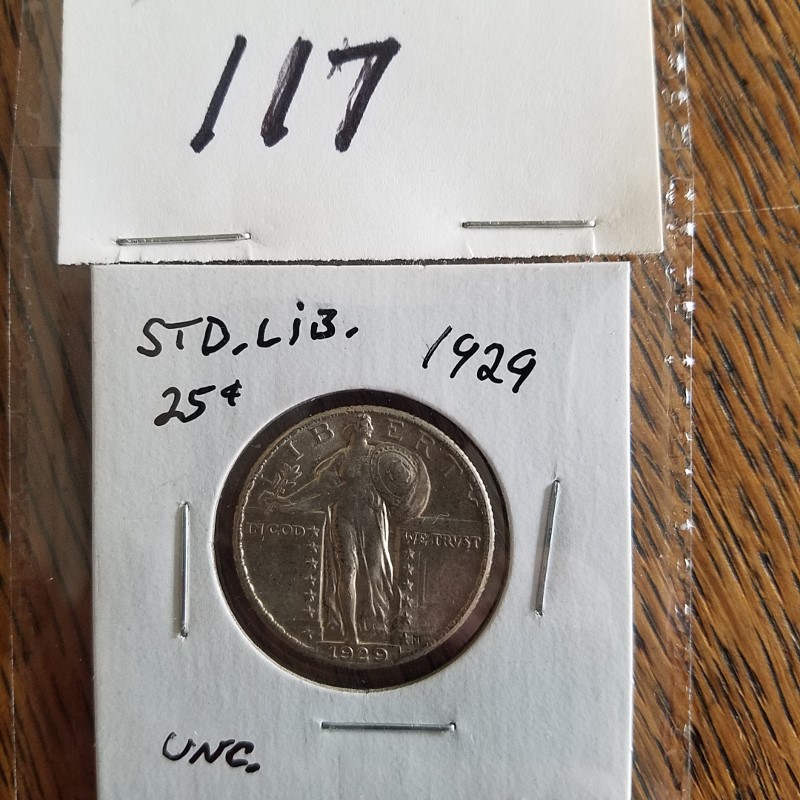 117
STD. LiB. 1929
25¢
LIBERTY
IN GOD WE TRUST
1929
UNC.